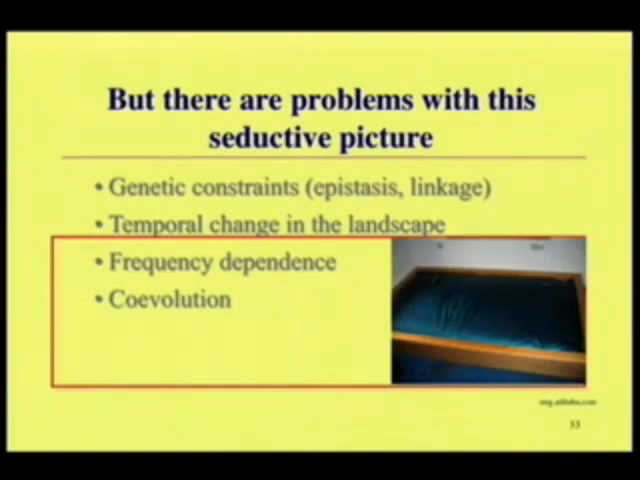 But there are problems with this
seductive picture
• Genetic constraints (epistasis, linkage)
• Temporal change in the landscape
• Frequency dependence
• Coevolution
33